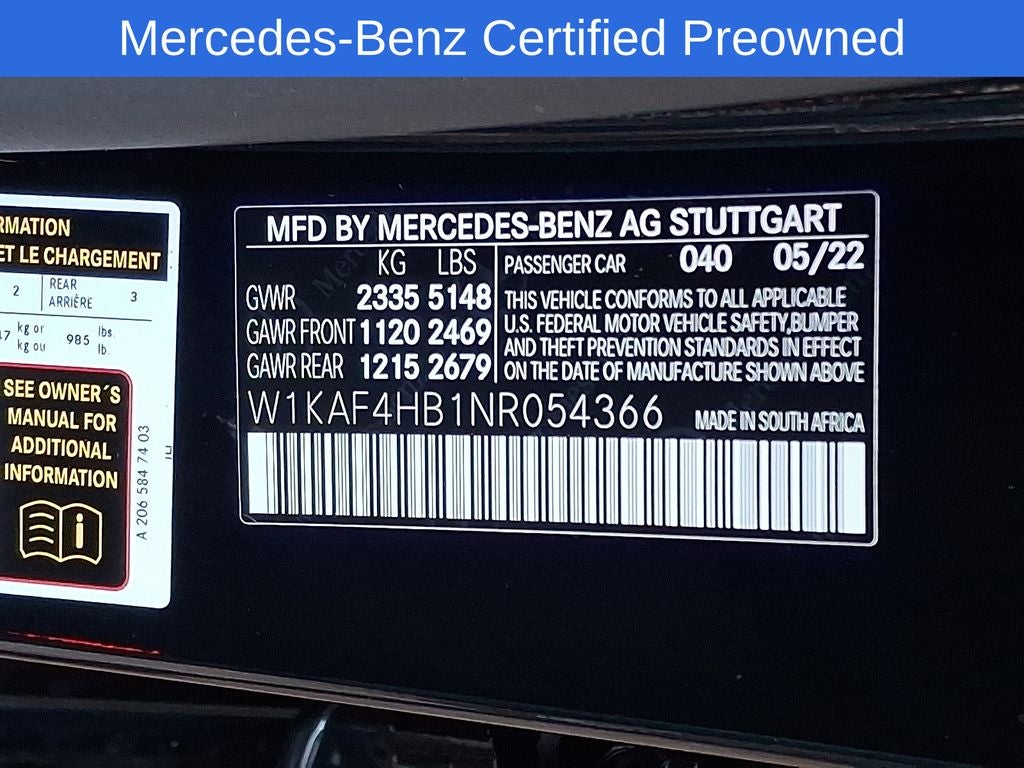 Mercedes-Benz Certified Preowned
RMATION
ET LE CHARGEMENT
2 REAR ARRIÈRE 3
kg or 985 lbs.
kg ou lb.
SEE OWNER´S
MANUAL FOR
ADDITIONAL
INFORMATION
A 206 584 74 03
MFD BY MERCEDES-BENZ AG STUTTGART
KG LBS
GVWR 2335 5148
GAWR FRONT 1120 2469
GAWR REAR 1215 2679
PASSENGER CAR 040 05/22
THIS VEHICLE CONFORMS TO ALL APPLICABLE
U.S. FEDERAL MOTOR VEHICLE SAFETY,BUMPER
AND THEFT PREVENTION STANDARDS IN EFFECT
ON THE DATE OF MANUFACTURE SHOWN ABOVE
W1KAF4HB1NR054366 MADE IN SOUTH AFRICA